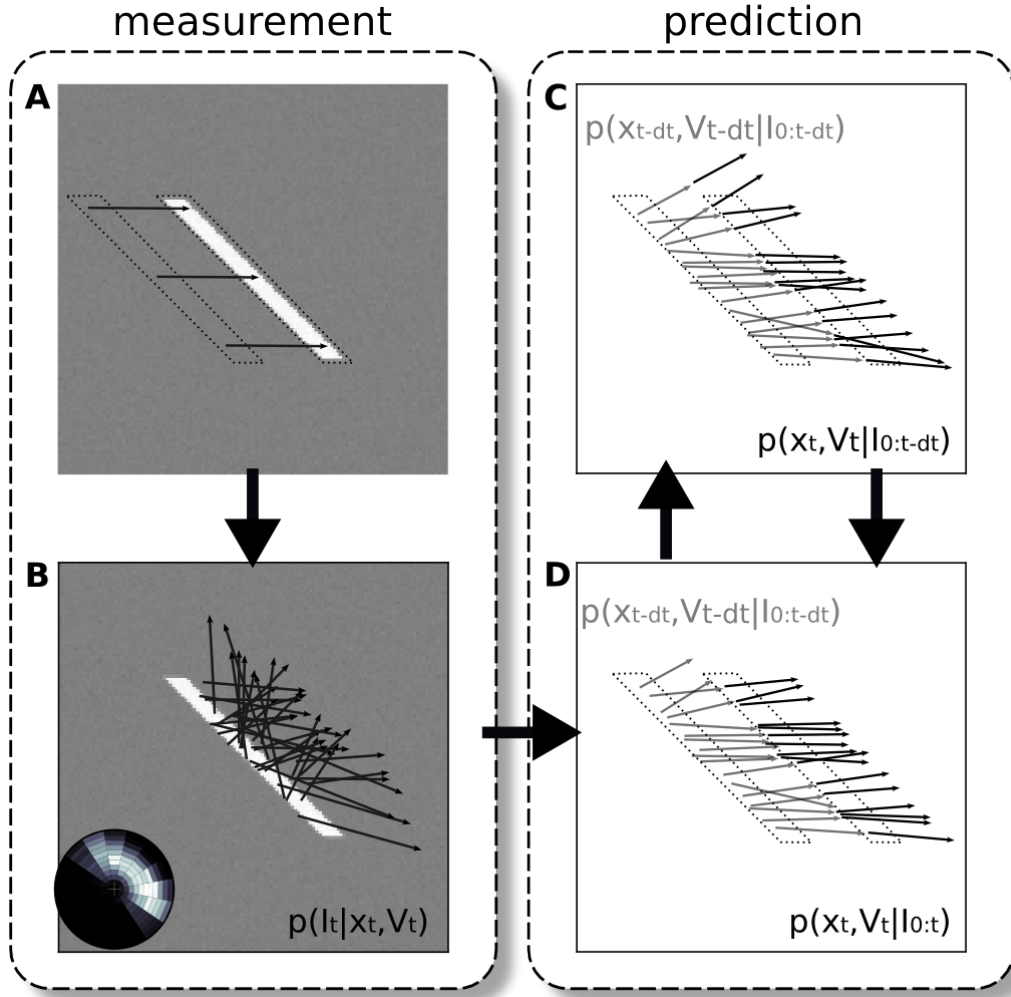 measurement
prediction
A
C
p(xt-dt,Vt-dt|I0:t-dt)
p(xt,Vt|I0:t-dt)
B
D
p(xt-dt,Vt-dt|I0:t-dt)
p(It|xt,Vt)
p(xt,Vt|I0:t)